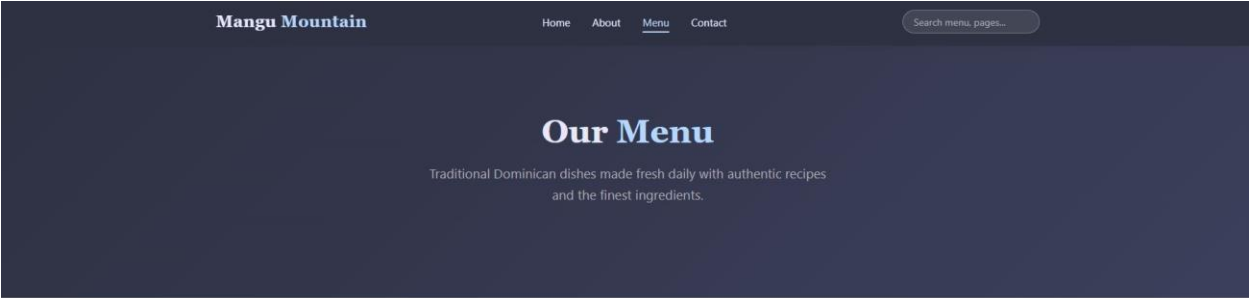 Mangu Mountain
Home About Menu Contact
Search menu, pages...
Our Menu
Traditional Dominican dishes made fresh daily with authentic recipes
and the finest ingredients.